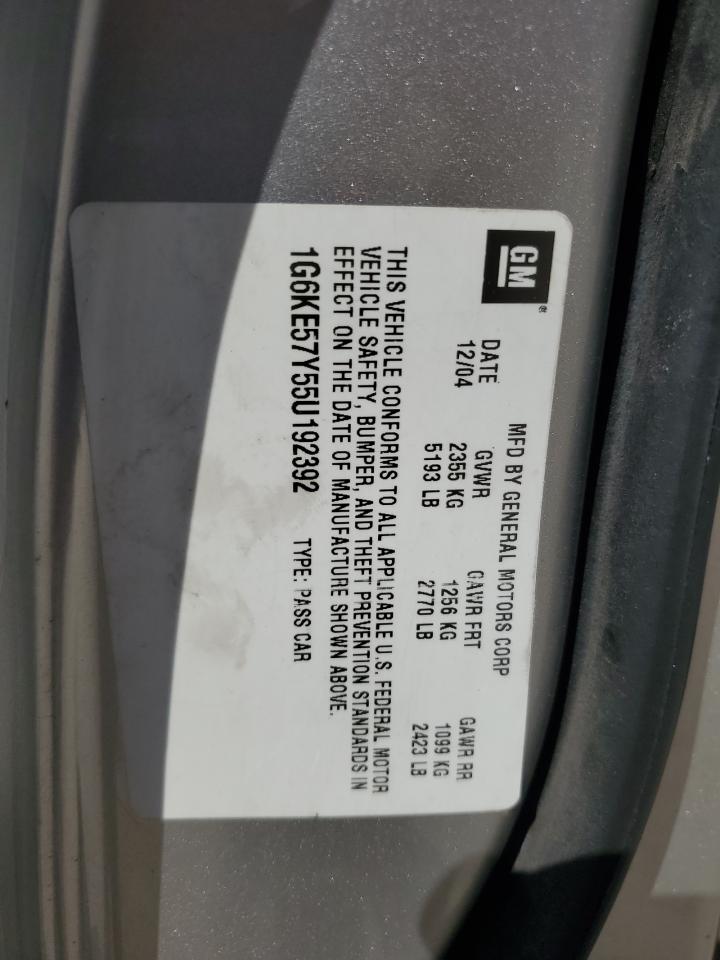 GM®
MFD BY GENERAL MOTORS CORP
DATE GVWR GAWR FRT GAWR RR
12/04 2355 KG 1256 KG 1099 KG
5193 LB 2770 LB 2423 LB
THIS VEHICLE CONFORMS TO ALL APPLICABLE U.S. FEDERAL MOTOR
VEHICLE SAFETY, BUMPER, AND THEFT PREVENTION STANDARDS IN
EFFECT ON THE DATE OF MANUFACTURE SHOWN ABOVE.
1G6KE57Y55U192392 TYPE: PASS CAR